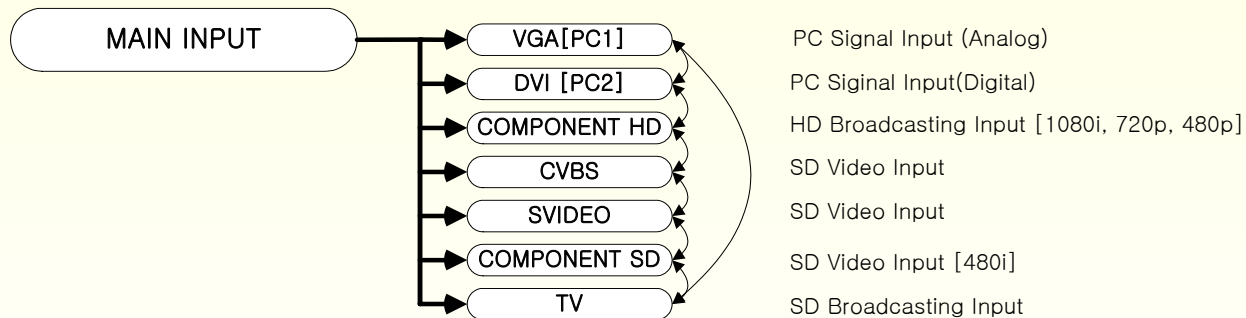 MAIN INPUT
VGA[PC1] PC Signal Input (Analog)
DVI [PC2] PC Siginal Input(Digital)
COMPONENT HD HD Broadcasting Input [1080i, 720p, 480p]
CVBS SD Video Input
SVIDEO SD Video Input
COMPONENT SD SD Video Input [480i]
TV SD Broadcasting Input